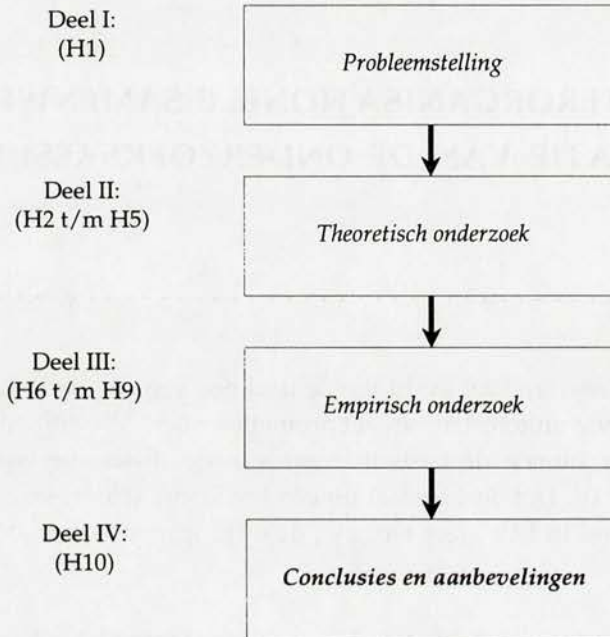 Deel I:
(H1)
Probleemstelling
Deel II:
(H2 t/m H5)
Theoretisch onderzoek
Deel III:
(H6 t/m H9)
Empirisch onderzoek
Deel IV:
(H10)
Conclusies en aanbevelingen